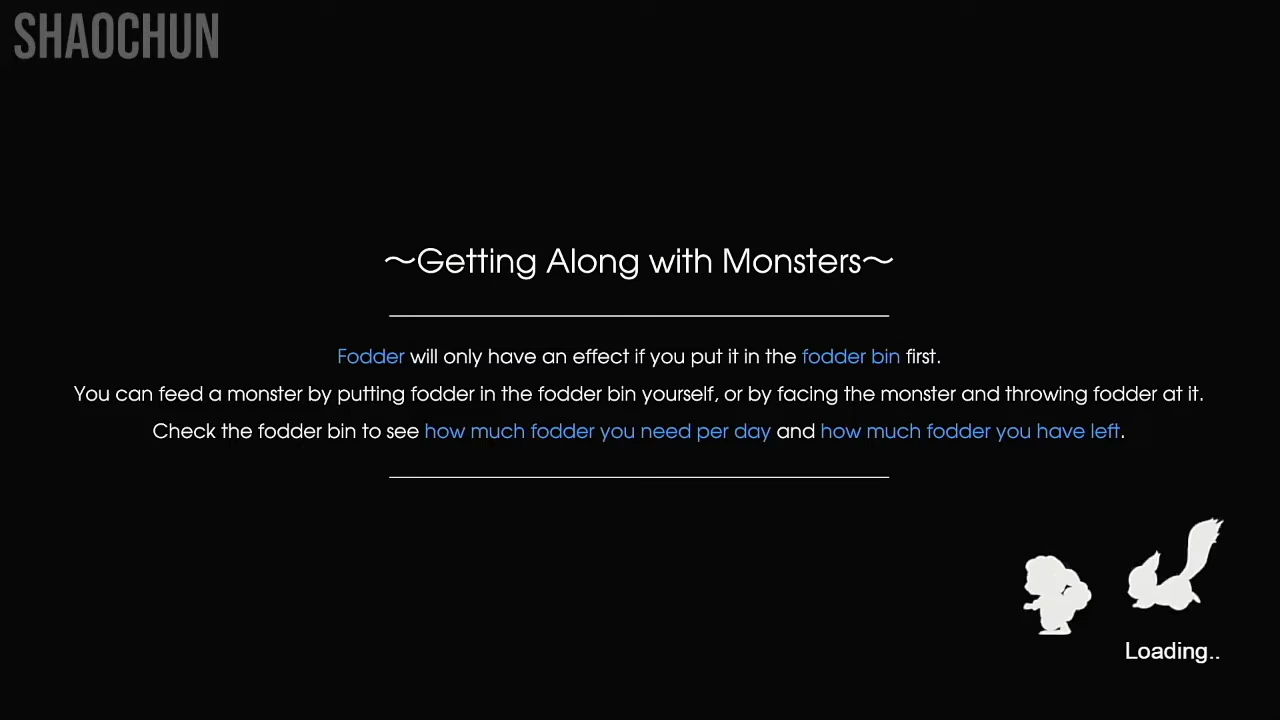 SHAOCHUN
～Getting Along with Monsters～
Fodder will only have an effect if you put it in the fodder bin first.
You can feed a monster by putting fodder in the fodder bin yourself, or by facing the monster and throwing fodder at it.
Check the fodder bin to see how much fodder you need per day and how much fodder you have left.
Loading..